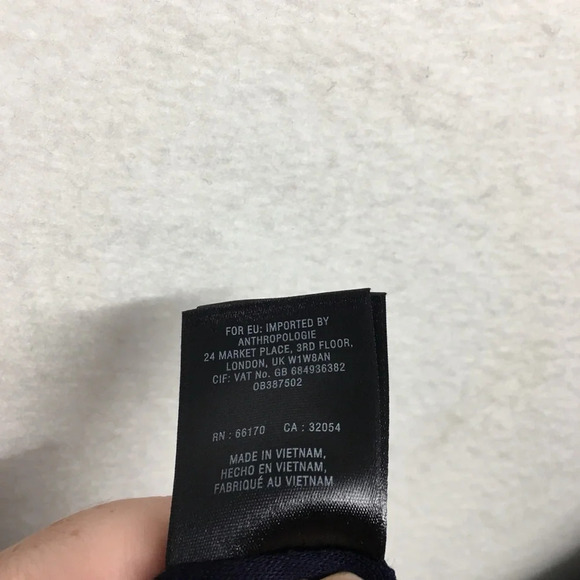 FOR EU: IMPORTED BY
ANTHROPOLOGIE
24 MARKET PLACE, 3RD FLOOR,
LONDON, UK W1W8AN
CIF: VAT No. GB 684936382
OB387502
RN : 66170 CA : 32054
MADE IN VIETNAM,
HECHO EN VIETNAM,
FABRIQUÉ AU VIETNAM